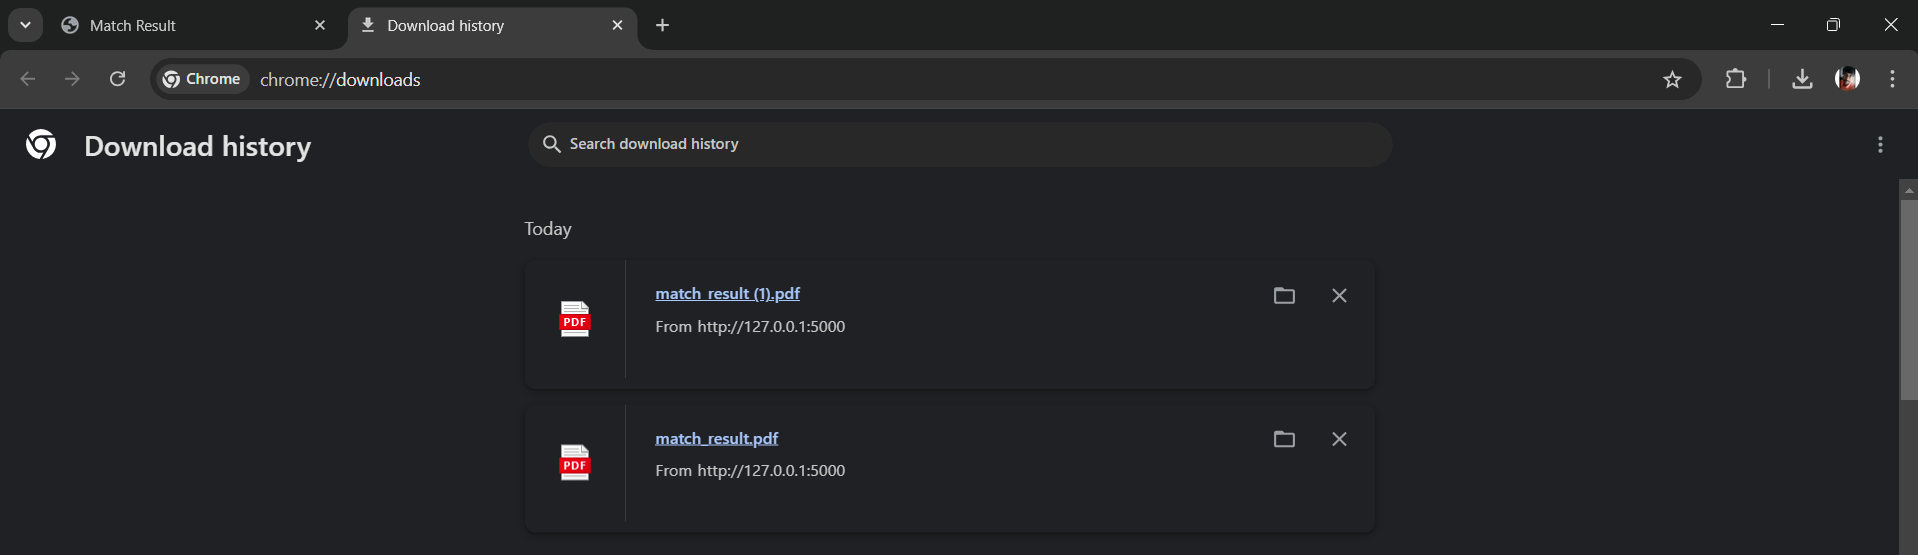 Match Result
Download history
Chrome
chrome://downloads
Download history
Search download history
Today
PDF
match_result (1).pdf
From http://127.0.0.1:5000
PDF
match_result.pdf
From http://127.0.0.1:5000